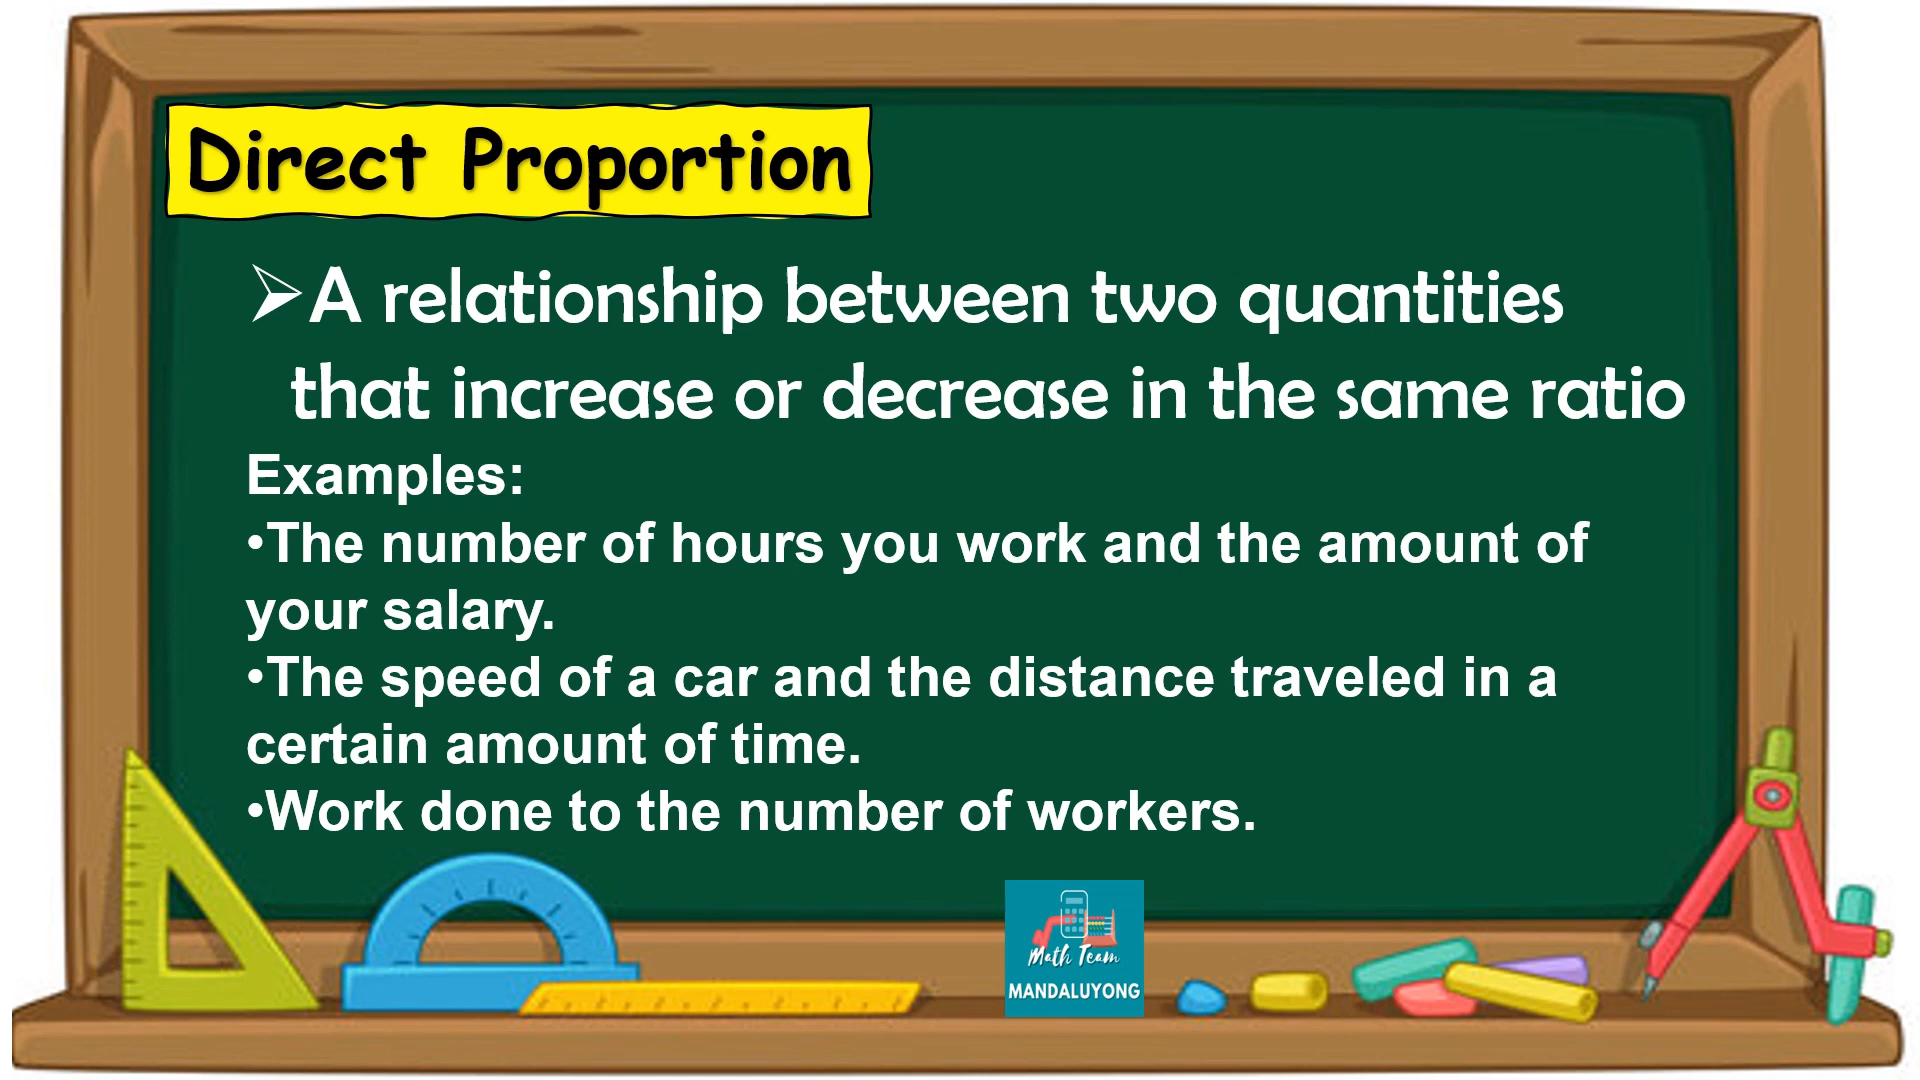 Direct Proportion
➢A relationship between two quantities
that increase or decrease in the same ratio
Examples:
•The number of hours you work and the amount of
your salary.
•The speed of a car and the distance traveled in a
certain amount of time.
•Work done to the number of workers.
Math Team
MANDALUYONG